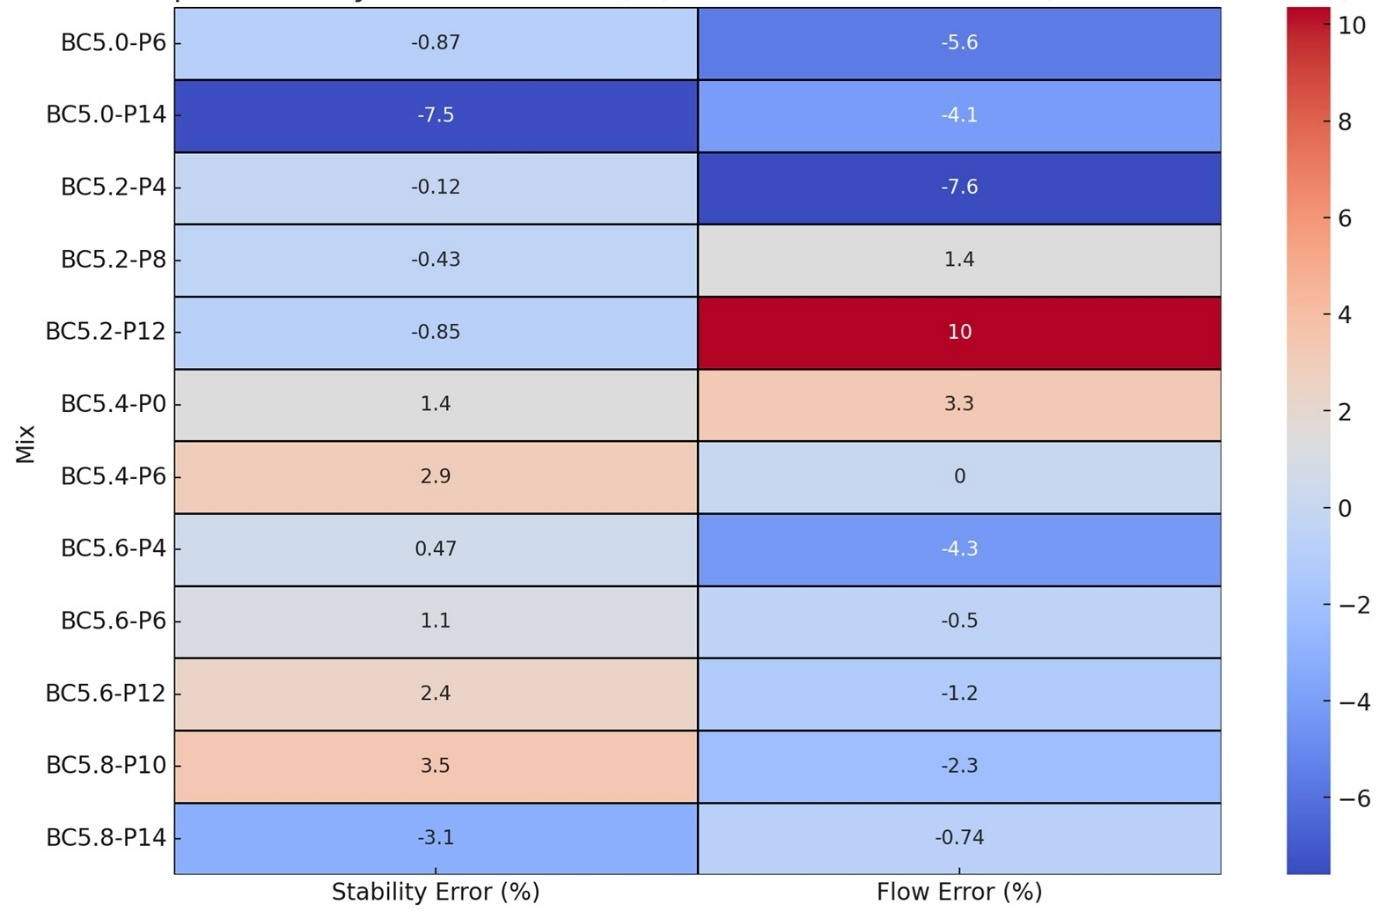 BC5.0-P6 -0.87 -5.6 10
BC5.0-P14 -7.5 -4.1 8
BC5.2-P4 -0.12 -7.6
BC5.2-P8 -0.43 1.4 6
BC5.2-P12 -0.85 10 4
BC5.4-P0 1.4 3.3 2
Mix
BC5.4-P6 2.9 0 0
BC5.6-P4 0.47 -4.3
BC5.6-P6 1.1 -0.5 −2
BC5.6-P12 2.4 -1.2 −4
BC5.8-P10 3.5 -2.3 −6
BC5.8-P14 -3.1 -0.74
Stability Error (%) Flow Error (%)